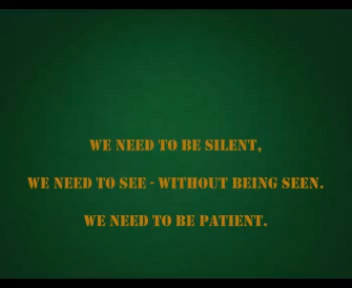 WE NEED TO BE SILENT,
WE NEED TO SEE - WITHOUT BEING SEEN.
WE NEED TO BE PATIENT.